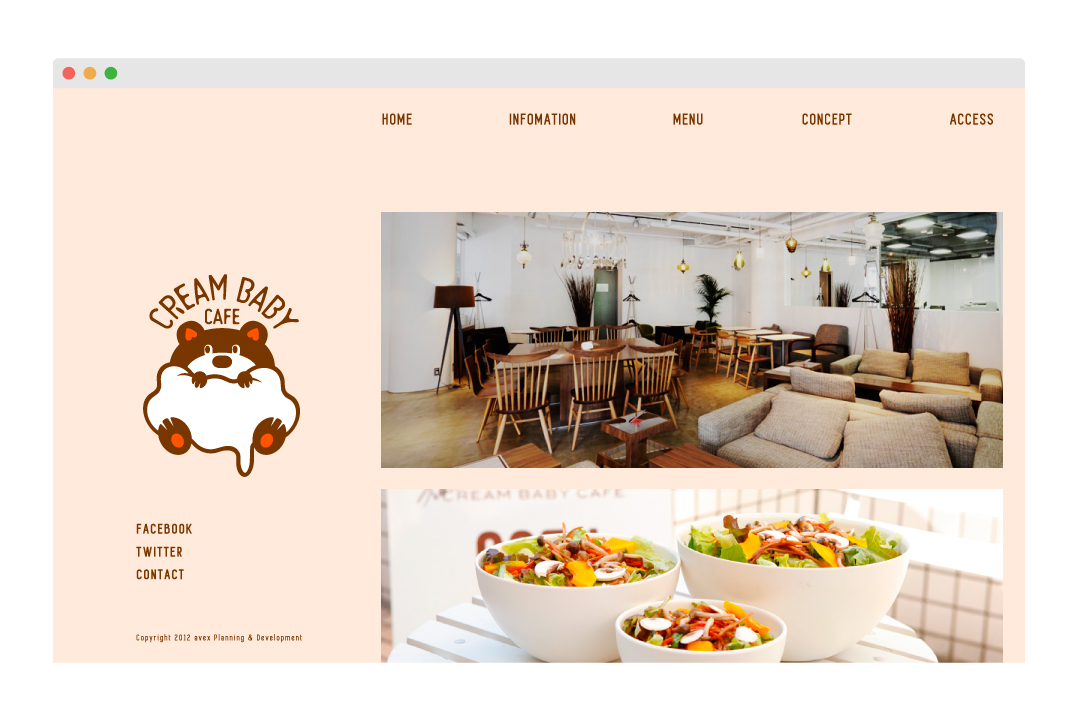 HOME INFOMATION MENU CONCEPT ACCESS
CREAM BABY
CAFE
FACEBOOK
TWITTER
CONTACT
Copyright 2012 avex Planning & Development
CREAM BABY CAFE